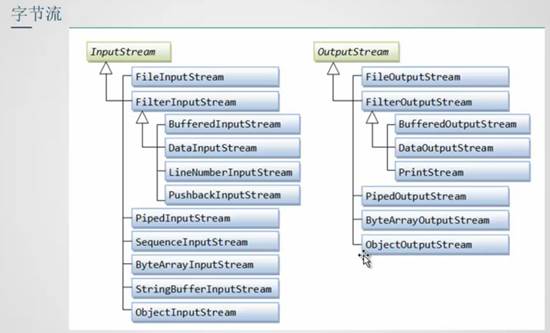 字节流
InputStream
FileInputStream
FilterInputStream
BufferedInputStream
DataInputStream
LineNumberInputStream
PushbackInputStream
PipedInputStream
SequenceInputStream
ByteArrayInputStream
StringBufferInputStream
ObjectInputStream
OutputStream
FileOutputStream
FilterOutputStream
BufferedOutputStream
DataOutputStream
PrintStream
PipedOutputStream
ByteArrayOutputStream
ObjectOutputStream